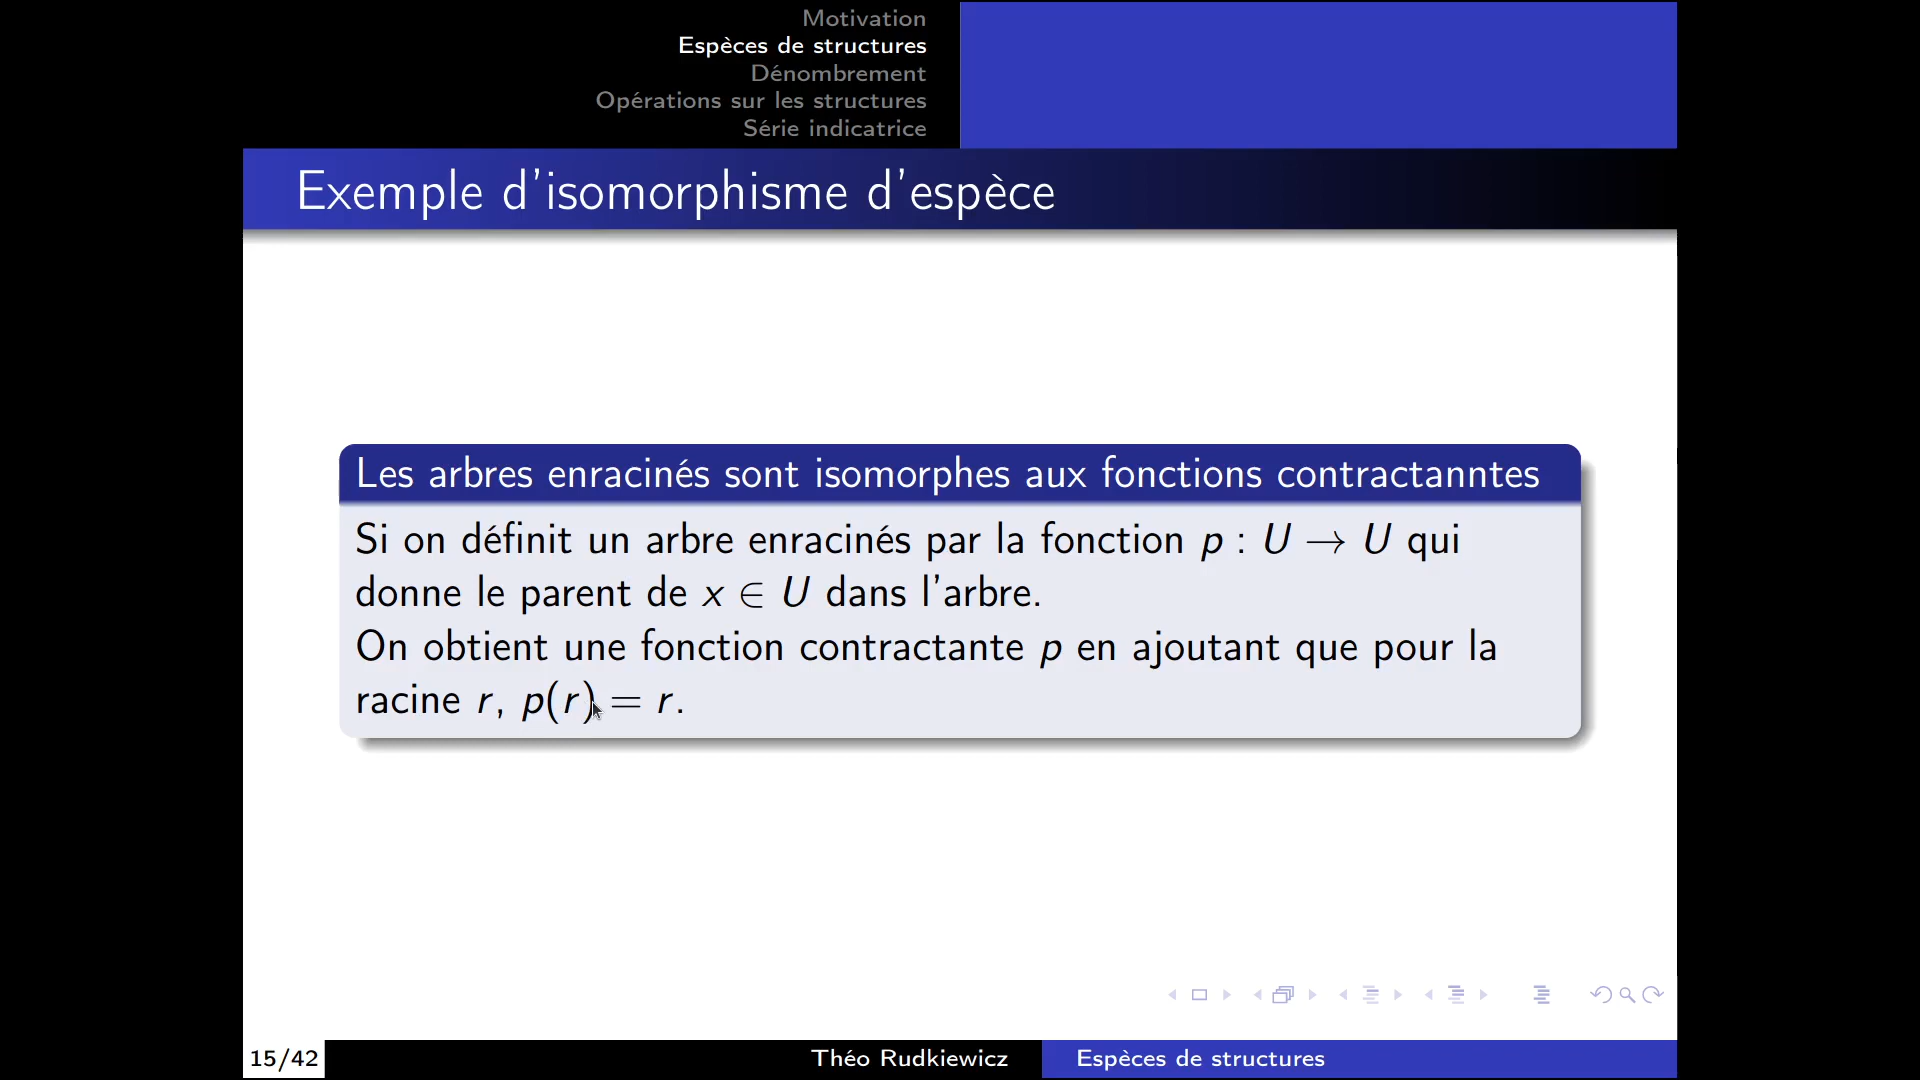 Motivation
Espèces de structures
Dénombrement
Opérations sur les structures
Série indicatrice
Exemple d'isomorphisme d'espèce
Les arbres enracinés sont isomorphes aux fonctions contractanntes
Si on définit un arbre enracinés par la fonction p : U → U qui
donne le parent de x ∈ U dans l'arbre.
On obtient une fonction contractante p en ajoutant que pour la
racine r, p(r) = r.
15/42
Théo Rudkiewicz
Espèces de structures